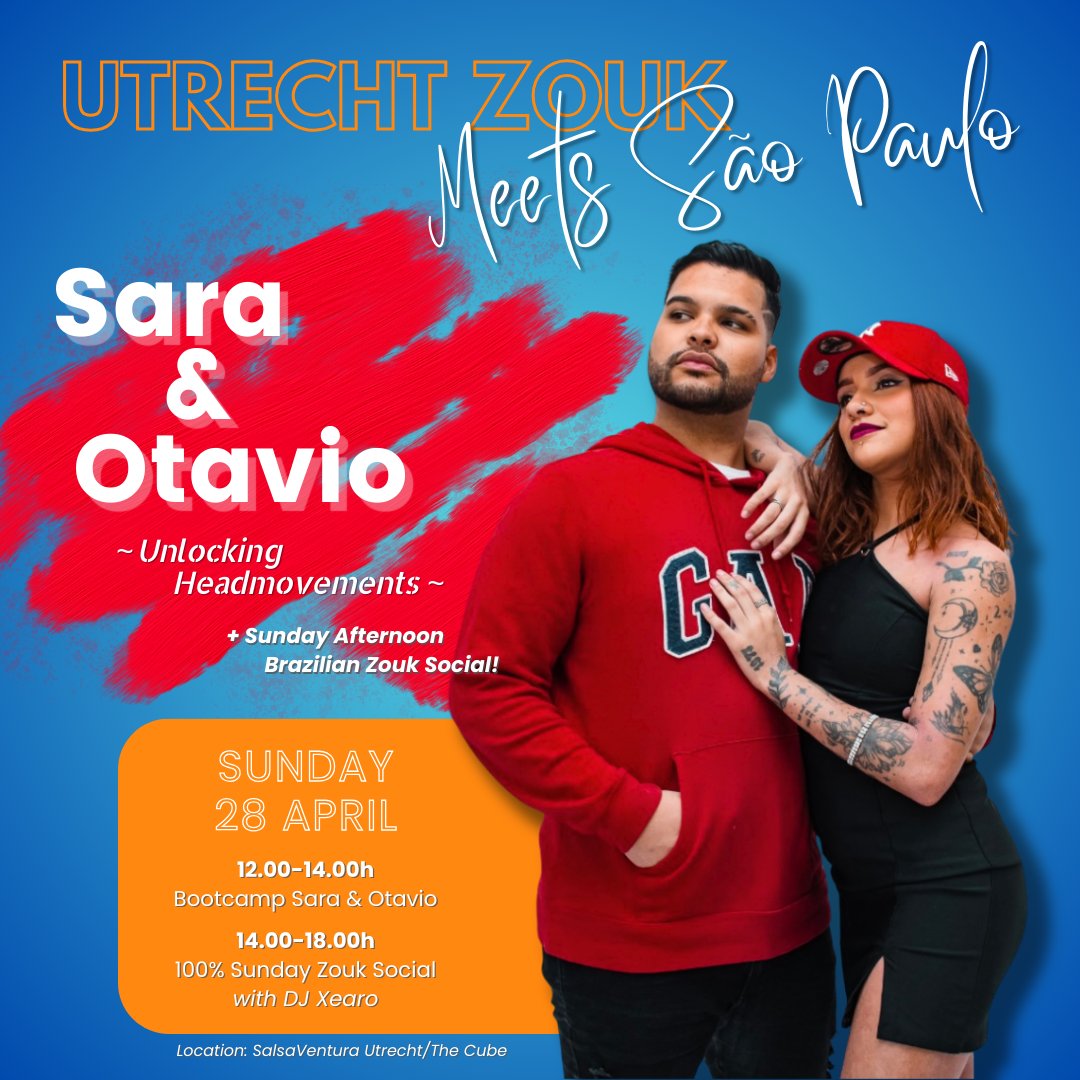 UTRECHT ZOUK
Meets São Paulo
Sara
&
Otavio
~ Unlocking
Headmovements ~
+ Sunday Afternoon
Brazilian Zouk Social!
GAP
SUNDAY
28 APRIL
12.00-14.00h
Bootcamp Sara & Otavio
14.00-18.00h
100% Sunday Zouk Social
with DJ Xearo
Location: SalsaVentura Utrecht/The Cube